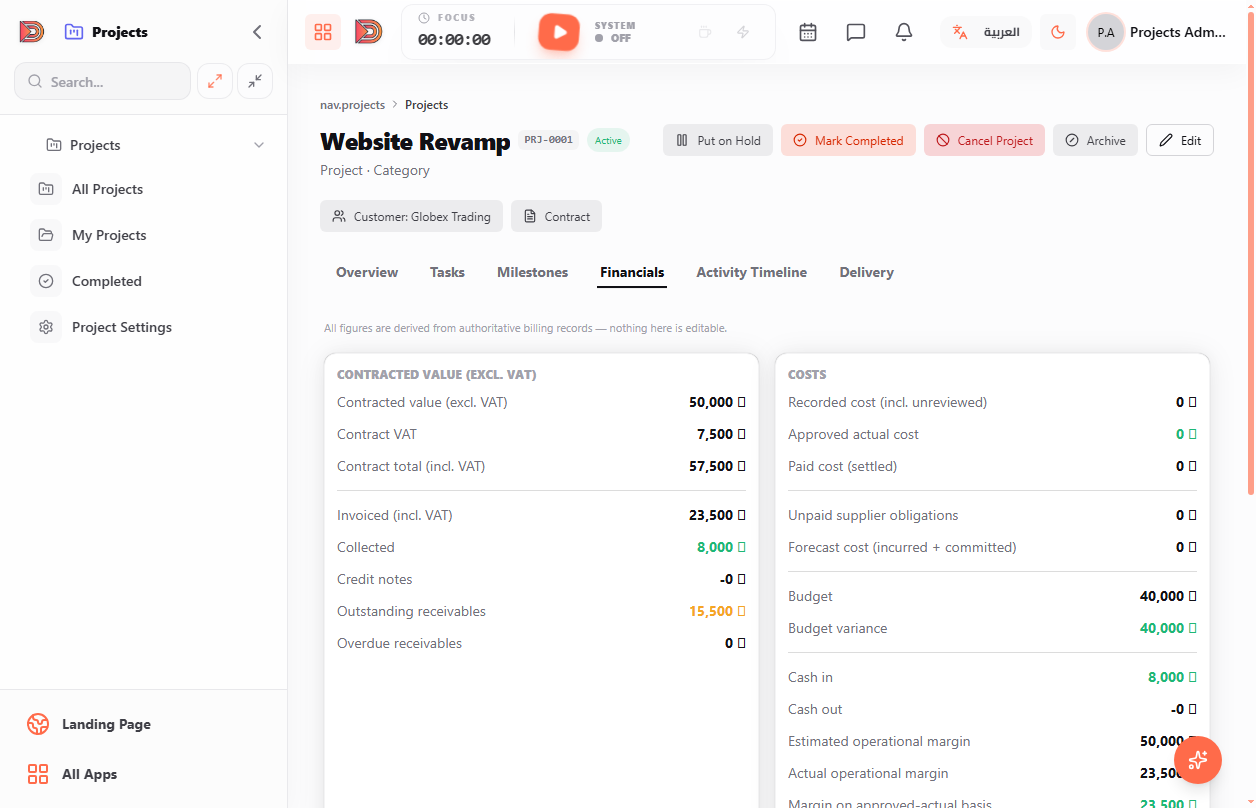 Projects
Search...
Projects
All Projects
My Projects
Completed
Project Settings
Landing Page
All Apps
FOCUS
00:00:00
SYSTEM
OFF
العربية
P.A
Projects Adm...
nav.projects > Projects
Website Revamp PRJ-0001 Active
Project · Category
Put on Hold
Mark Completed
Cancel Project
Archive
Edit
Customer: Globex Trading
Contract
Overview Tasks Milestones Financials Activity Timeline Delivery
All figures are derived from authoritative billing records — nothing here is editable.
CONTRACTED VALUE (EXCL. VAT)
Contracted value (excl. VAT) 50,000
Contract VAT 7,500
Contract total (incl. VAT) 57,500
Invoiced (incl. VAT) 23,500
Collected 8,000
Credit notes -0
Outstanding receivables 15,500
Overdue receivables 0
COSTS
Recorded cost (incl. unreviewed) 0
Approved actual cost 0
Paid cost (settled) 0
Unpaid supplier obligations 0
Forecast cost (incurred + committed) 0
Budget 40,000
Budget variance 40,000
Cash in 8,000
Cash out -0
Estimated operational margin 50,000
Actual operational margin
Margin on approved-actual basis 23,500